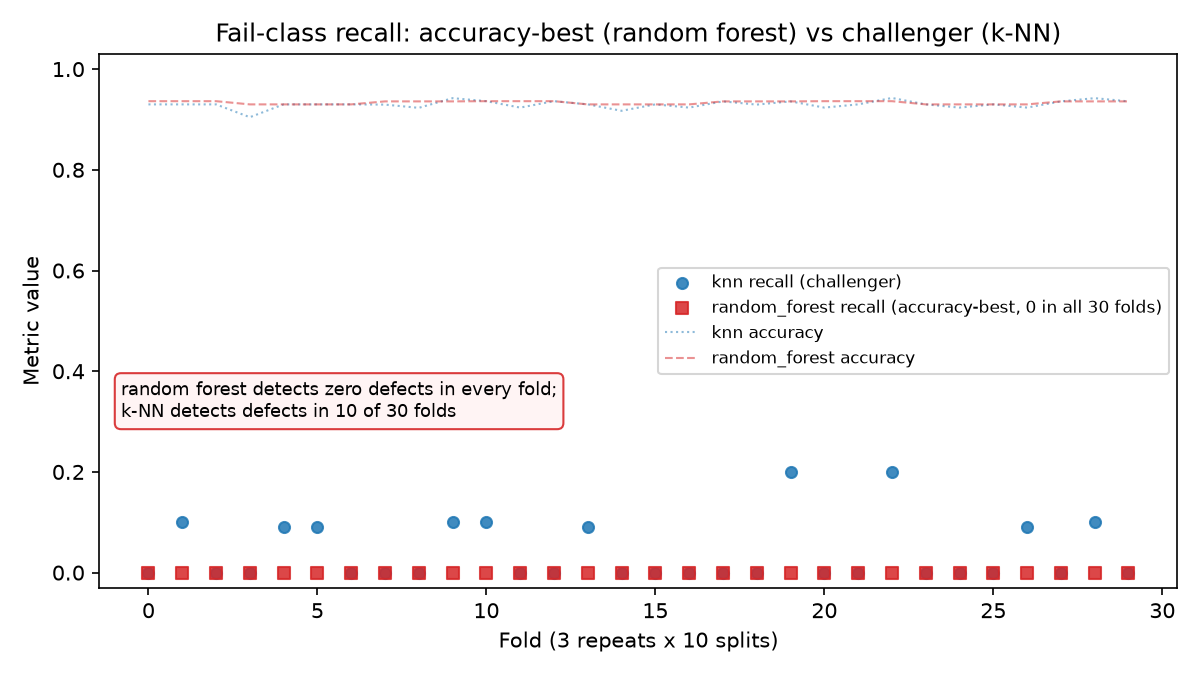 Fail-class recall: accuracy-best (random forest) vs challenger (k-NN)
Metric value
1.0
0.8
0.6
0.4
0.2
0.0
knn recall (challenger)
random_forest recall (accuracy-best, 0 in all 30 folds)
knn accuracy
random_forest accuracy
random forest detects zero defects in every fold;
k-NN detects defects in 10 of 30 folds
0 5 10 15 20 25 30
Fold (3 repeats x 10 splits)